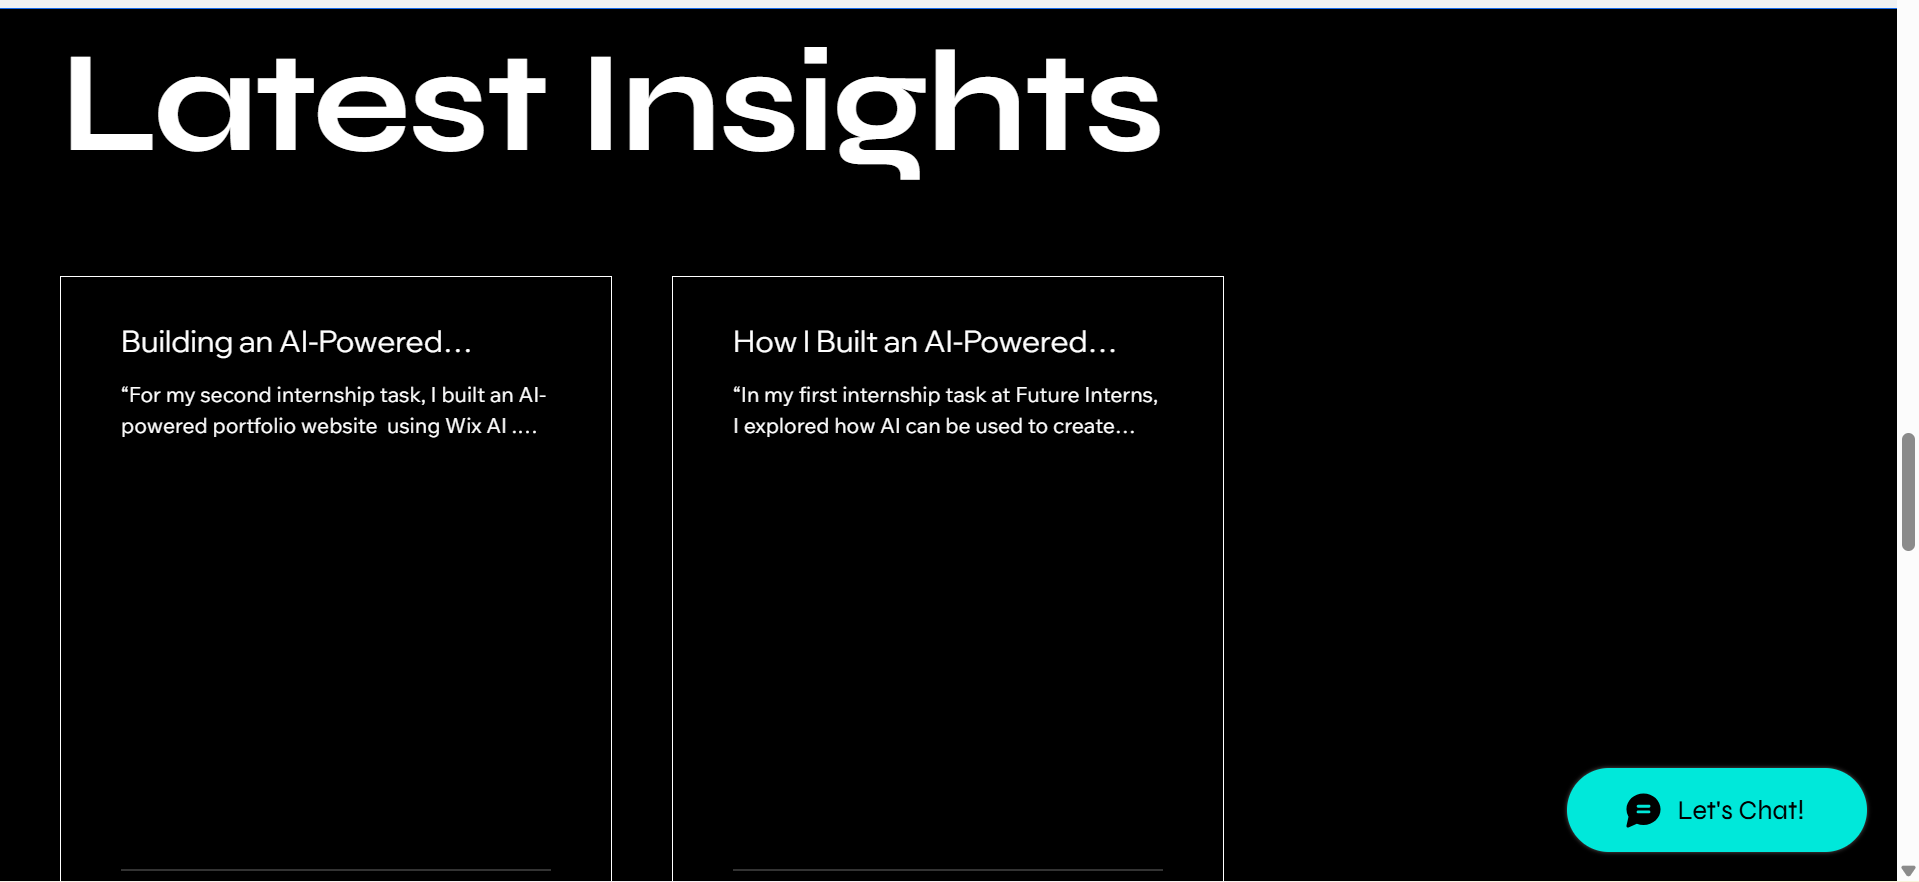 Latest Insights
Building an AI-Powered...
“For my second internship task, I built an AI-
powered portfolio website  using Wix AI ....
How I Built an AI-Powered...
“In my first internship task at Future Interns,
I explored how AI can be used to create...
Let's Chat!